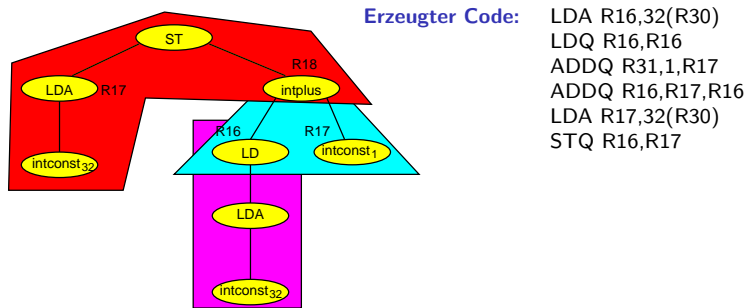 Erzeugter Code:
LDA R16,32(R30)
LDQ R16,R16
ADDQ R31,1,R17
ADDQ R16,R17,R16
LDA R17,32(R30)
STQ R16,R17
ST
R18
LDA R17
intplus
R16
R17
intconst32
LD
intconst1
LDA
intconst32